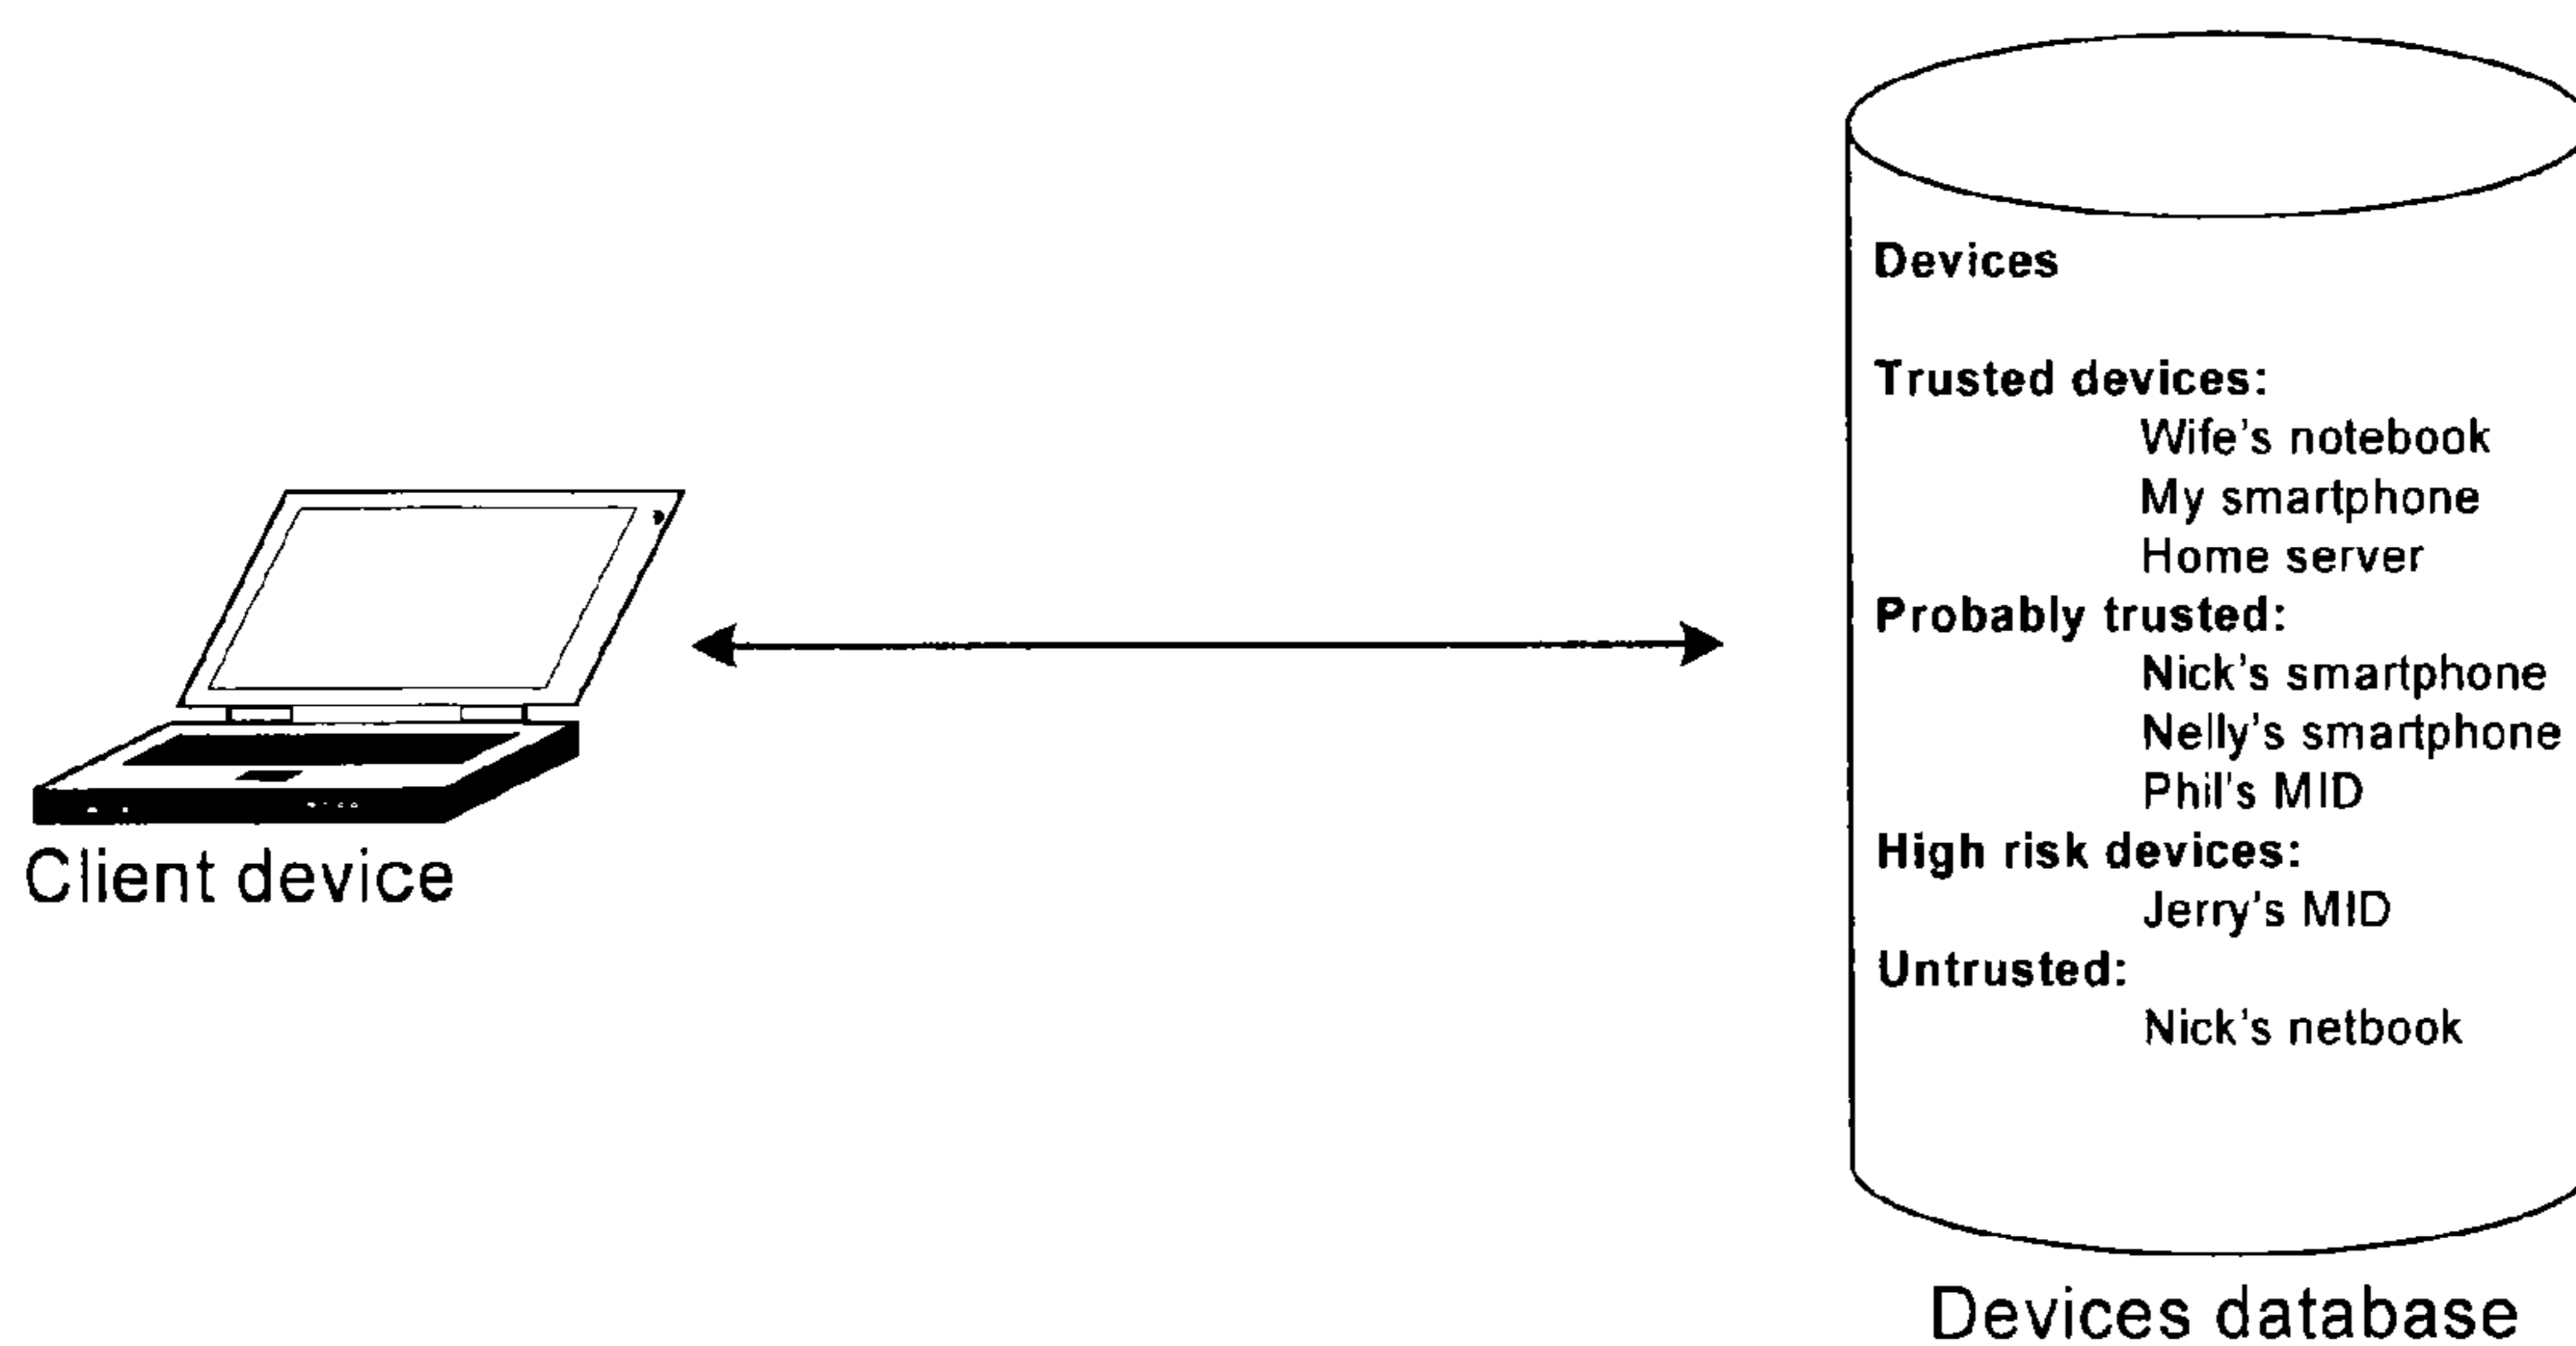 Client device
Devices
Trusted devices:
Wife's notebook
My smartphone
Home server
Probably trusted:
Nick's smartphone
Nelly's smartphone
Phil's MID
High risk devices:
Jerry's MID
Untrusted:
Nick's netbook
Devices database